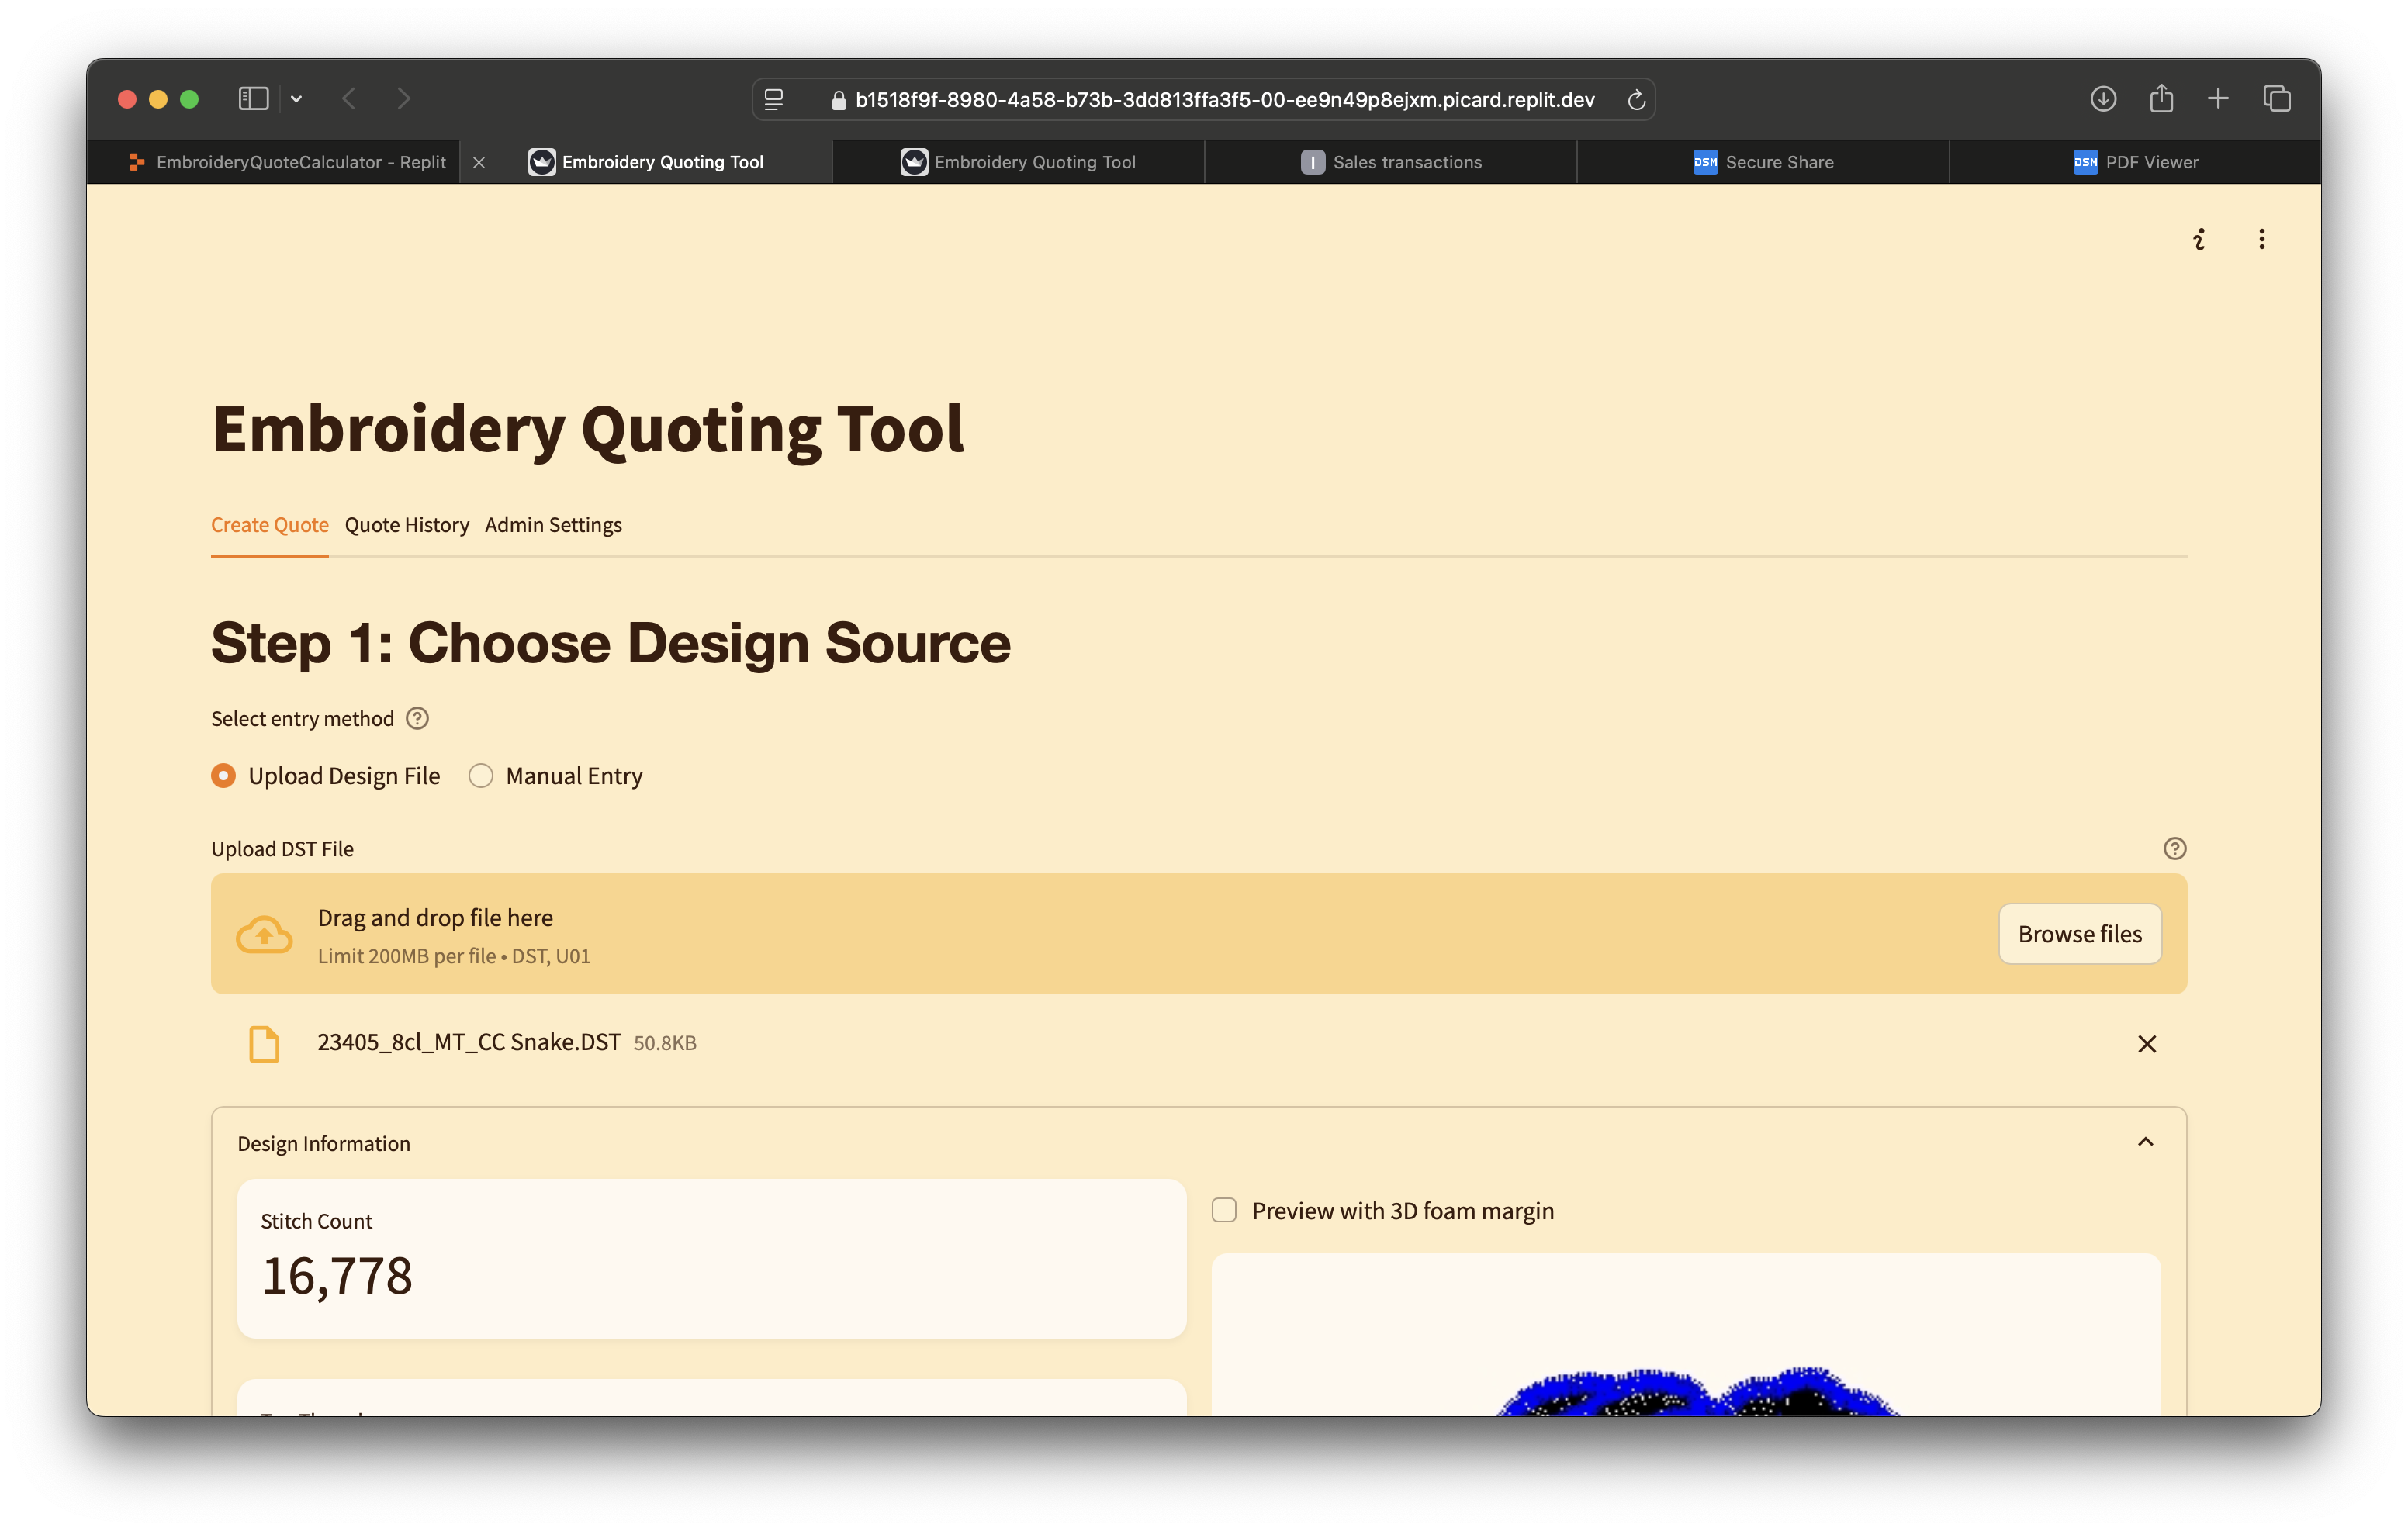 b1518f9f-8980-4a58-b73b-3dd813ffa3f5-00-ee9n49p8ejxm.picard.replit.dev
EmbroideryQuoteCalculator - Replit
Embroidery Quoting Tool
Embroidery Quoting Tool
I
Sales transactions
DSM
Secure Share
DSM
PDF Viewer
Embroidery Quoting Tool
Create Quote Quote History Admin Settings
Step 1: Choose Design Source
Select entry method ?
Upload Design File Manual Entry
Upload DST File ?
Drag and drop file here
Limit 200MB per file • DST, U01
Browse files
23405_8cl_MT_CC Snake.DST 50.8KB
Design Information
Stitch Count
16,778
Preview with 3D foam margin